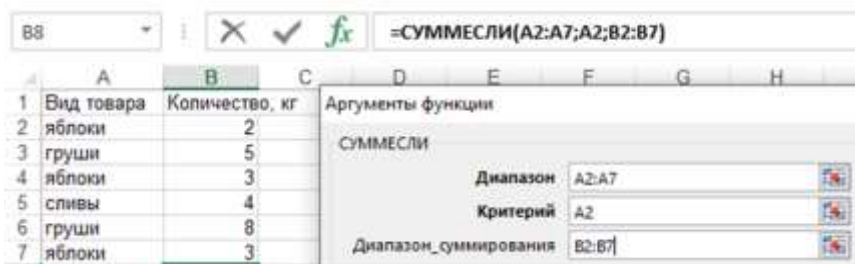 B8 fx =СУММЕСЛИ(A2:A7;A2;B2:B7)
A B C D E F G H
1 Вид товара Количество, кг Аргументы функции
2 яблоки 2
СУММЕСЛИ
3 груши 5
Диапазон A2:A7
4 яблоки 3
5 сливы 4
Критерий A2
6 груши 8
7 яблоки 3
Диапазон_суммирования B2:B7